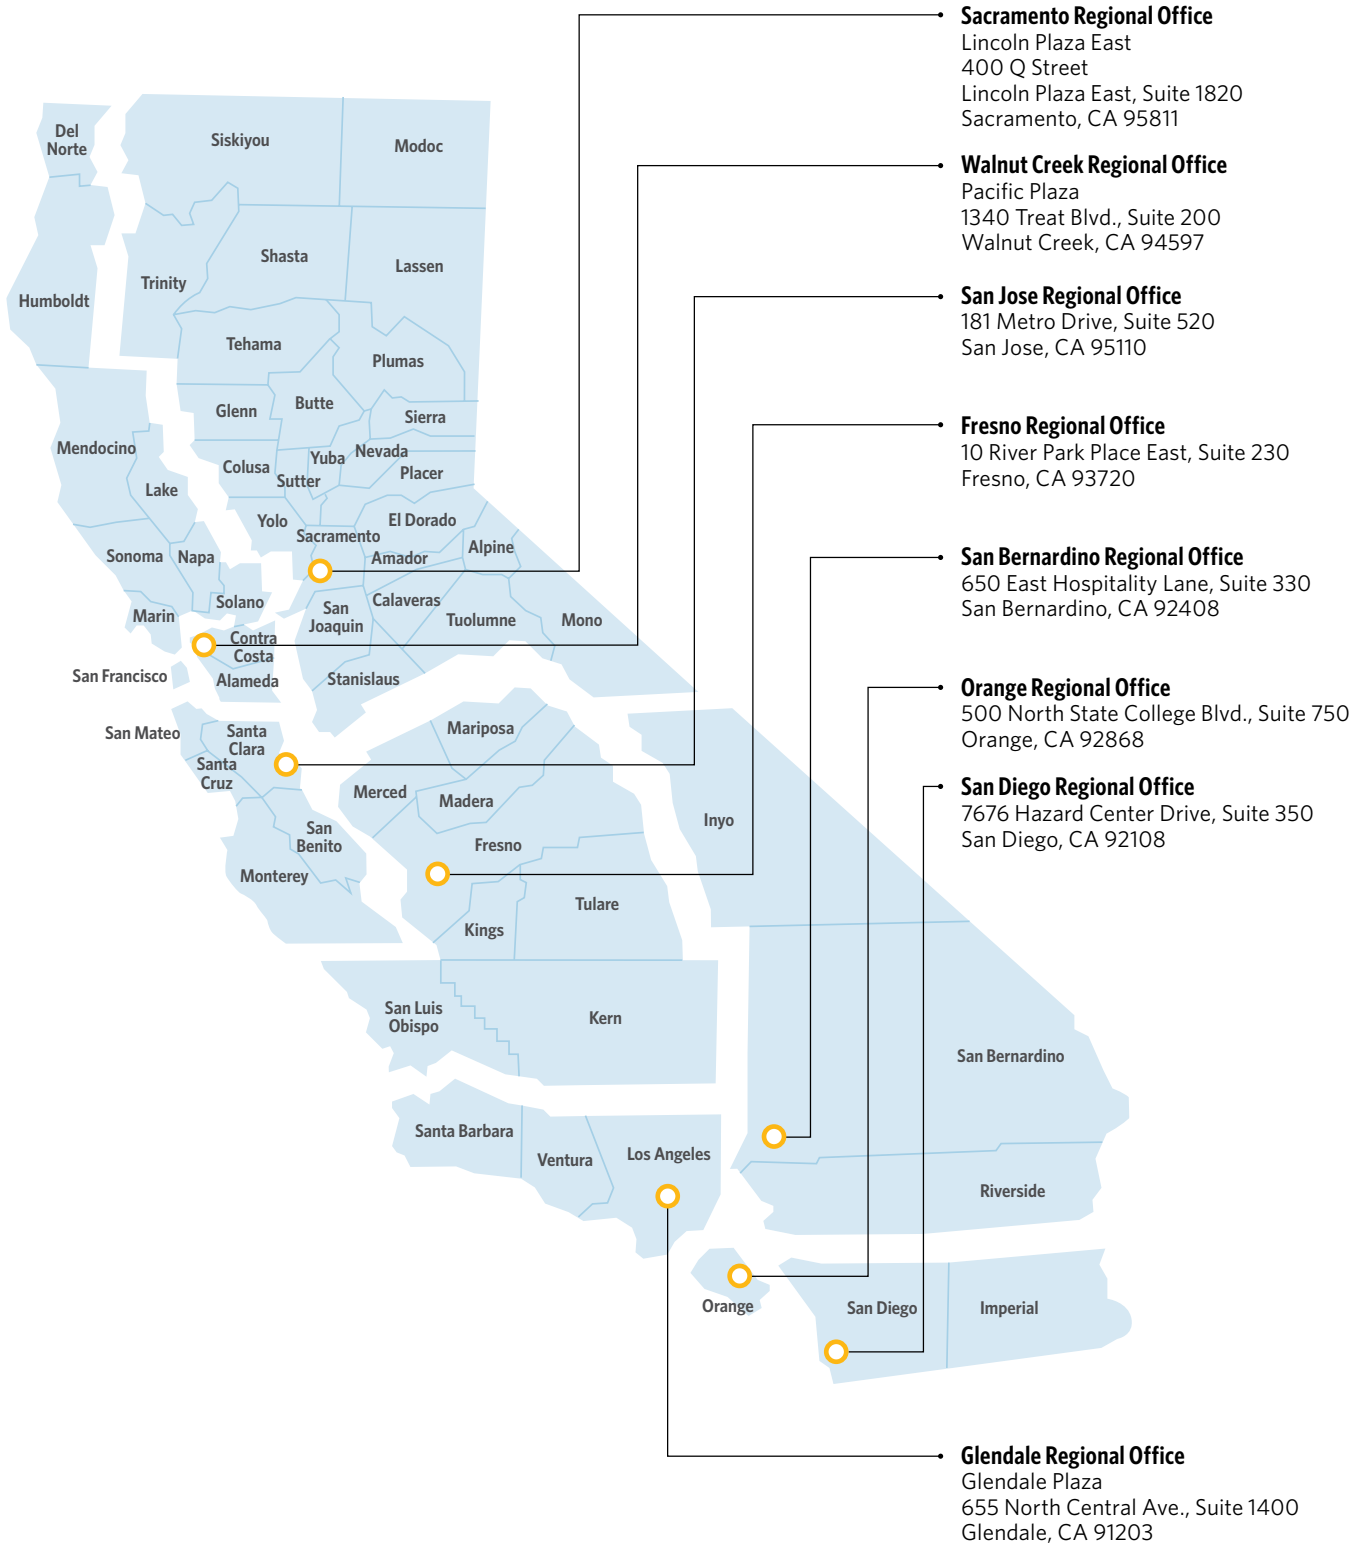 Sacramento Regional Office
Lincoln Plaza East
400 Q Street
Lincoln Plaza East, Suite 1820
Sacramento, CA 95811
Walnut Creek Regional Office
Pacific Plaza
1340 Treat Blvd., Suite 200
Walnut Creek, CA 94597
San Jose Regional Office
181 Metro Drive, Suite 520
San Jose, CA 95110
Fresno Regional Office
10 River Park Place East, Suite 230
Fresno, CA 93720
San Bernardino Regional Office
650 East Hospitality Lane, Suite 330
San Bernardino, CA 92408
Orange Regional Office
500 North State College Blvd., Suite 750
Orange, CA 92868
San Diego Regional Office
7676 Hazard Center Drive, Suite 350
San Diego, CA 92108
Glendale Regional Office
Glendale Plaza
655 North Central Ave., Suite 1400
Glendale, CA 91203
Del
Norte
Siskiyou
Modoc
Humboldt
Trinity
Shasta
Lassen
Tehama
Plumas
Glenn
Butte
Sierra
Mendocino
Lake
Colusa
Sutter
Yuba
Nevada
Placer
Yolo
Sacramento
El Dorado
Sonoma
Napa
Amador
Alpine
Marin
Solano
San
Joaquin
Calaveras
Tuolumne
Mono
Contra
Costa
San Francisco
Alameda
Stanislaus
San Mateo
Santa
Clara
Santa
Cruz
Mariposa
Merced
Madera
Inyo
San
Benito
Fresno
Monterey
Kings
Tulare
San Luis
Obispo
Kern
San Bernardino
Santa Barbara
Ventura
Los Angeles
Riverside
Orange
San Diego
Imperial